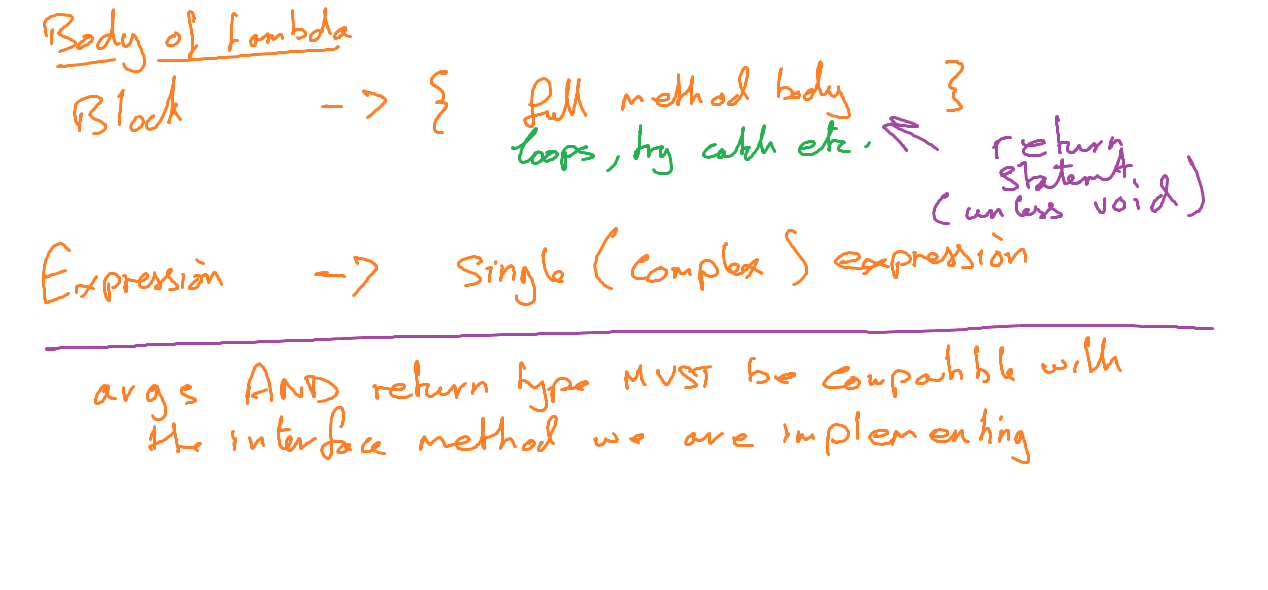 Body of Lambda
Block -> { full method body }
loops, try catch etc.
return
statemt.
(unless void)
Expression -> Single (complex) expression
args AND return type MUST be compatible with
the interface method we are implementing